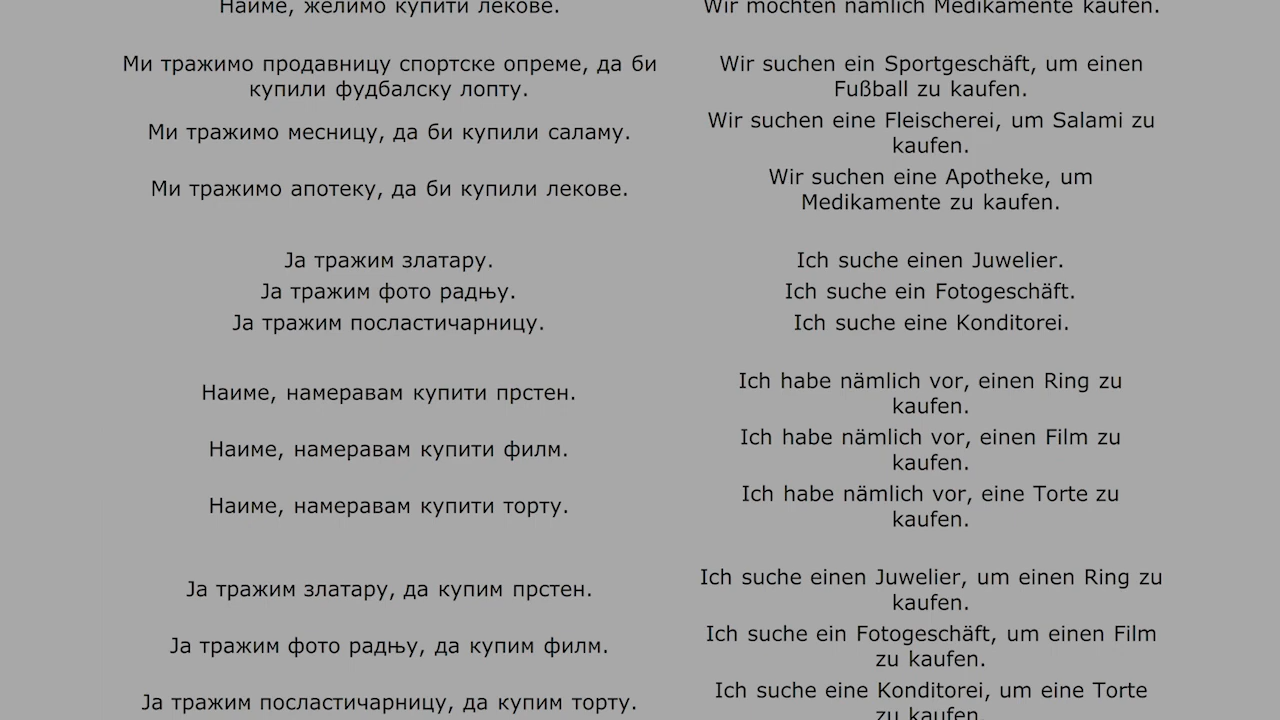 Наиме, желимо купити лекове.
Wir möchten nämlich Medikamente kaufen.
Ми тражимо продавницу спортске опреме, да би
купили фудбалску лопту.
Wir suchen ein Sportgeschäft, um einen
Fußball zu kaufen.
Ми тражимо месницу, да би купили саламу.
Wir suchen eine Fleischerei, um Salami zu
kaufen.
Ми тражимо апотеку, да би купили лекове.
Wir suchen eine Apotheke, um
Medikamente zu kaufen.
Ја тражим златару.
Ich suche einen Juwelier.
Ја тражим фото радњу.
Ich suche ein Fotogeschäft.
Ја тражим посластичарницу.
Ich suche eine Konditorei.
Наиме, намеравам купити прстен.
Ich habe nämlich vor, einen Ring zu
kaufen.
Наиме, намеравам купити филм.
Ich habe nämlich vor, einen Film zu
kaufen.
Наиме, намеравам купити торту.
Ich habe nämlich vor, eine Torte zu
kaufen.
Ја тражим златару, да купим прстен.
Ich suche einen Juwelier, um einen Ring zu
kaufen.
Ја тражим фото радњу, да купим филм.
Ich suche ein Fotogeschäft, um einen Film
zu kaufen.
Ја тражим посластичарницу, да купим торту.
Ich suche eine Konditorei, um eine Torte
zu kaufen.